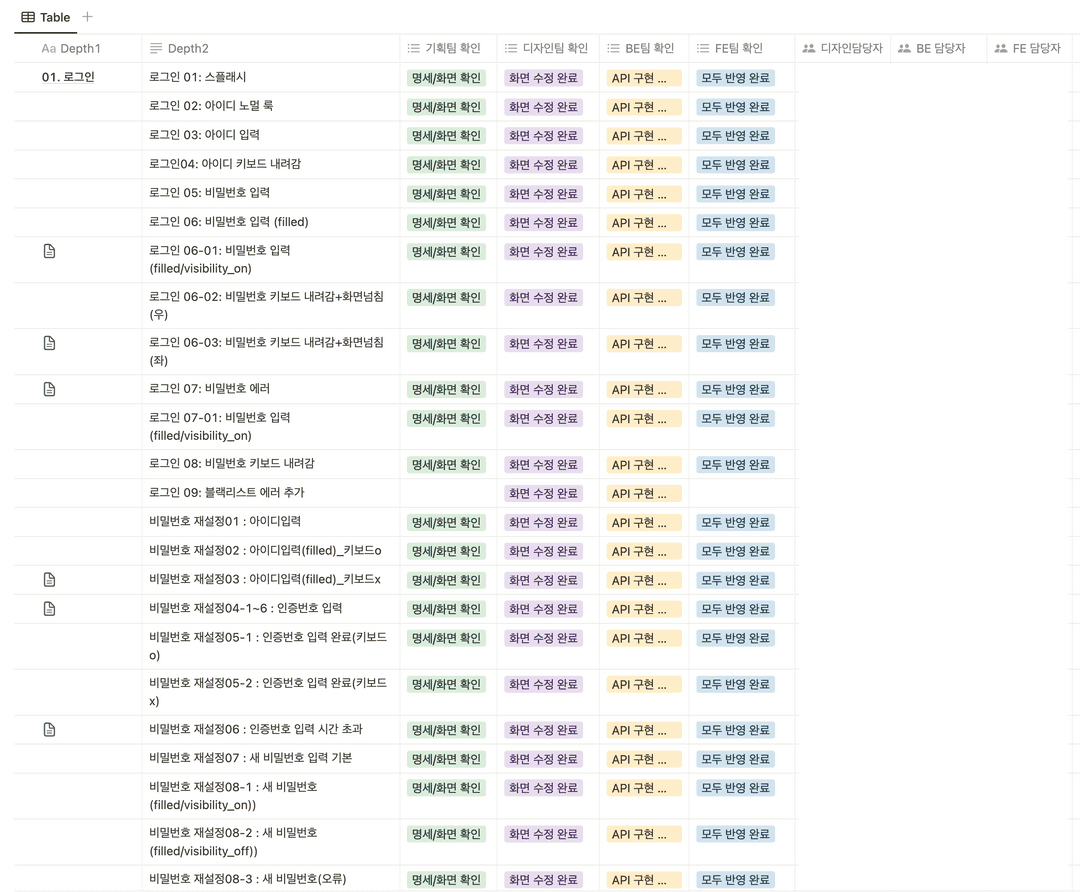 Table
Aa Depth1 Depth2 기획팀 확인 디자인팀 확인 BE팀 확인 FE팀 확인 디자인담당자 BE 담당자 FE 담당자
01. 로그인 로그인 01: 스플래시 명세/화면 확인 화면 수정 완료 API 구현 ... 모두 반영 완료
로그인 02: 아이디 노멀 룩 명세/화면 확인 화면 수정 완료 API 구현 ... 모두 반영 완료
로그인 03: 아이디 입력 명세/화면 확인 화면 수정 완료 API 구현 ... 모두 반영 완료
로그인04: 아이디 키보드 내려감 명세/화면 확인 화면 수정 완료 API 구현 ... 모두 반영 완료
로그인 05: 비밀번호 입력 명세/화면 확인 화면 수정 완료 API 구현 ... 모두 반영 완료
로그인 06: 비밀번호 입력 (filled) 명세/화면 확인 화면 수정 완료 API 구현 ... 모두 반영 완료
로그인 06-01: 비밀번호 입력 명세/화면 확인 화면 수정 완료 API 구현 ... 모두 반영 완료
(filled/visibility_on)
로그인 06-02: 비밀번호 키보드 내려감+화면넘침 명세/화면 확인 화면 수정 완료 API 구현 ... 모두 반영 완료
(우)
로그인 06-03: 비밀번호 키보드 내려감+화면넘침 명세/화면 확인 화면 수정 완료 API 구현 ... 모두 반영 완료
(좌)
로그인 07: 비밀번호 에러 명세/화면 확인 화면 수정 완료 API 구현 ... 모두 반영 완료
로그인 07-01: 비밀번호 입력 명세/화면 확인 화면 수정 완료 API 구현 ... 모두 반영 완료
(filled/visibility_on)
로그인 08: 비밀번호 키보드 내려감 명세/화면 확인 화면 수정 완료 API 구현 ... 모두 반영 완료
로그인 09: 블랙리스트 에러 추가 화면 수정 완료 API 구현 ...
비밀번호 재설정01 : 아이디입력 명세/화면 확인 화면 수정 완료 API 구현 ... 모두 반영 완료
비밀번호 재설정02 : 아이디입력(filled)_키보드o 명세/화면 확인 화면 수정 완료 API 구현 ... 모두 반영 완료
비밀번호 재설정03 : 아이디입력(filled)_키보드x 명세/화면 확인 화면 수정 완료 API 구현 ... 모두 반영 완료
비밀번호 재설정04-1~6 : 인증번호 입력 명세/화면 확인 화면 수정 완료 API 구현 ... 모두 반영 완료
비밀번호 재설정05-1 : 인증번호 입력 완료(키보드 명세/화면 확인 화면 수정 완료 API 구현 ... 모두 반영 완료
o)
비밀번호 재설정05-2 : 인증번호 입력 완료(키보드 명세/화면 확인 화면 수정 완료 API 구현 ... 모두 반영 완료
x)
비밀번호 재설정06 : 인증번호 입력 시간 초과 명세/화면 확인 화면 수정 완료 API 구현 ... 모두 반영 완료
비밀번호 재설정07 : 새 비밀번호 입력 기본 명세/화면 확인 화면 수정 완료 API 구현 ... 모두 반영 완료
비밀번호 재설정08-1 : 새 비밀번호 명세/화면 확인 화면 수정 완료 API 구현 ... 모두 반영 완료
(filled/visibility_on))
비밀번호 재설정08-2 : 새 비밀번호 명세/화면 확인 화면 수정 완료 API 구현 ... 모두 반영 완료
(filled/visibility_off))
비밀번호 재설정08-3 : 새 비밀번호(오류) 명세/화면 확인 화면 수정 완료 API 구현 ... 모두 반영 완료